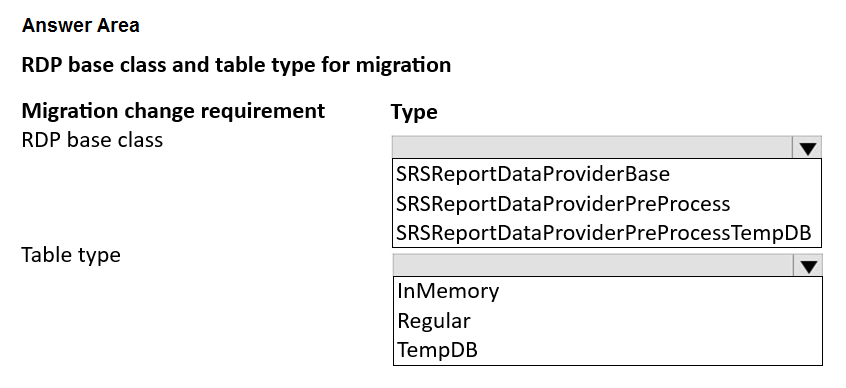 Answer Area
RDP base class and table type for migration
Migration change requirement Type
RDP base class
SRSReportDataProviderBase
SRSReportDataProviderPreProcess
SRSReportDataProviderPreProcessTempDB
Table type
InMemory
Regular
TempDB